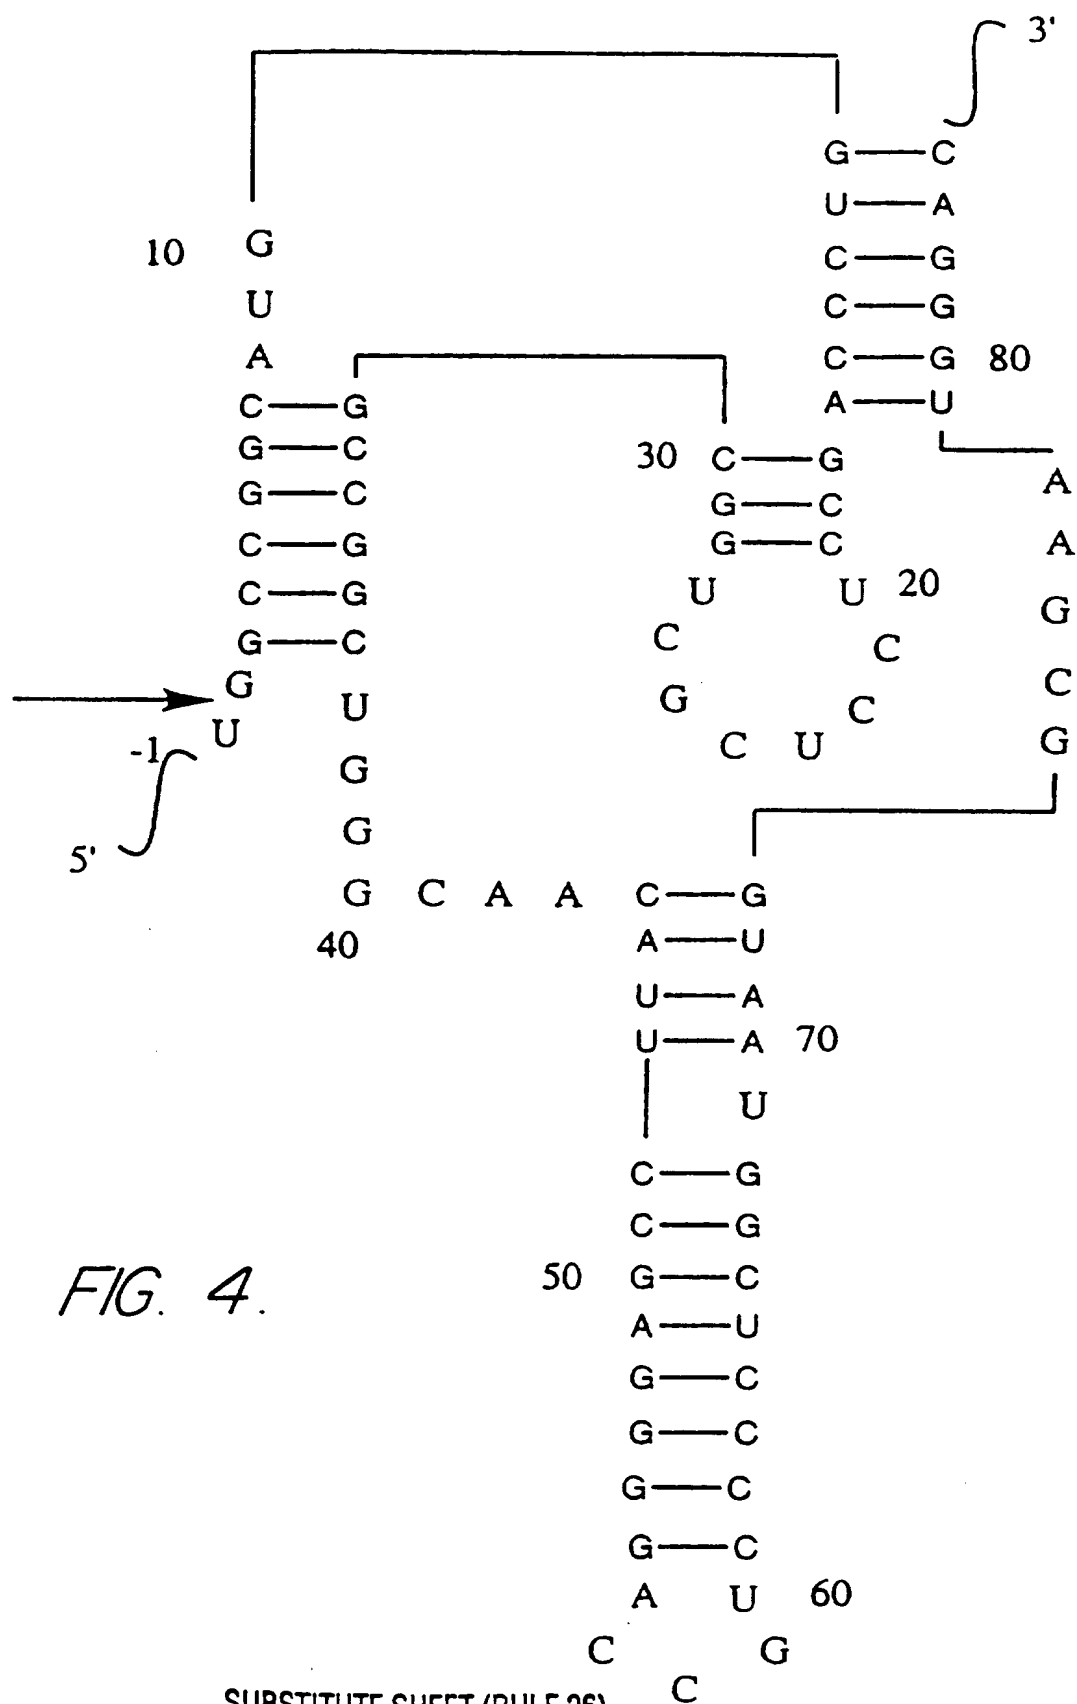 3'
G C
U A
10 G C G
U C G
A C G 80
C G A U
G C 30 C G A
G C G C A
C G G C
C G U U 20 G
G C C C
G U G C C
-1 U G C U G
5' G
G C A A C G
40 A U
U A
U A 70
U
C G
C G
FIG. 4. 50 G C
A U
G C
G C
G C
G C
A U 60
C G
C
SUBSTITUTE SHEET (RULE 26)